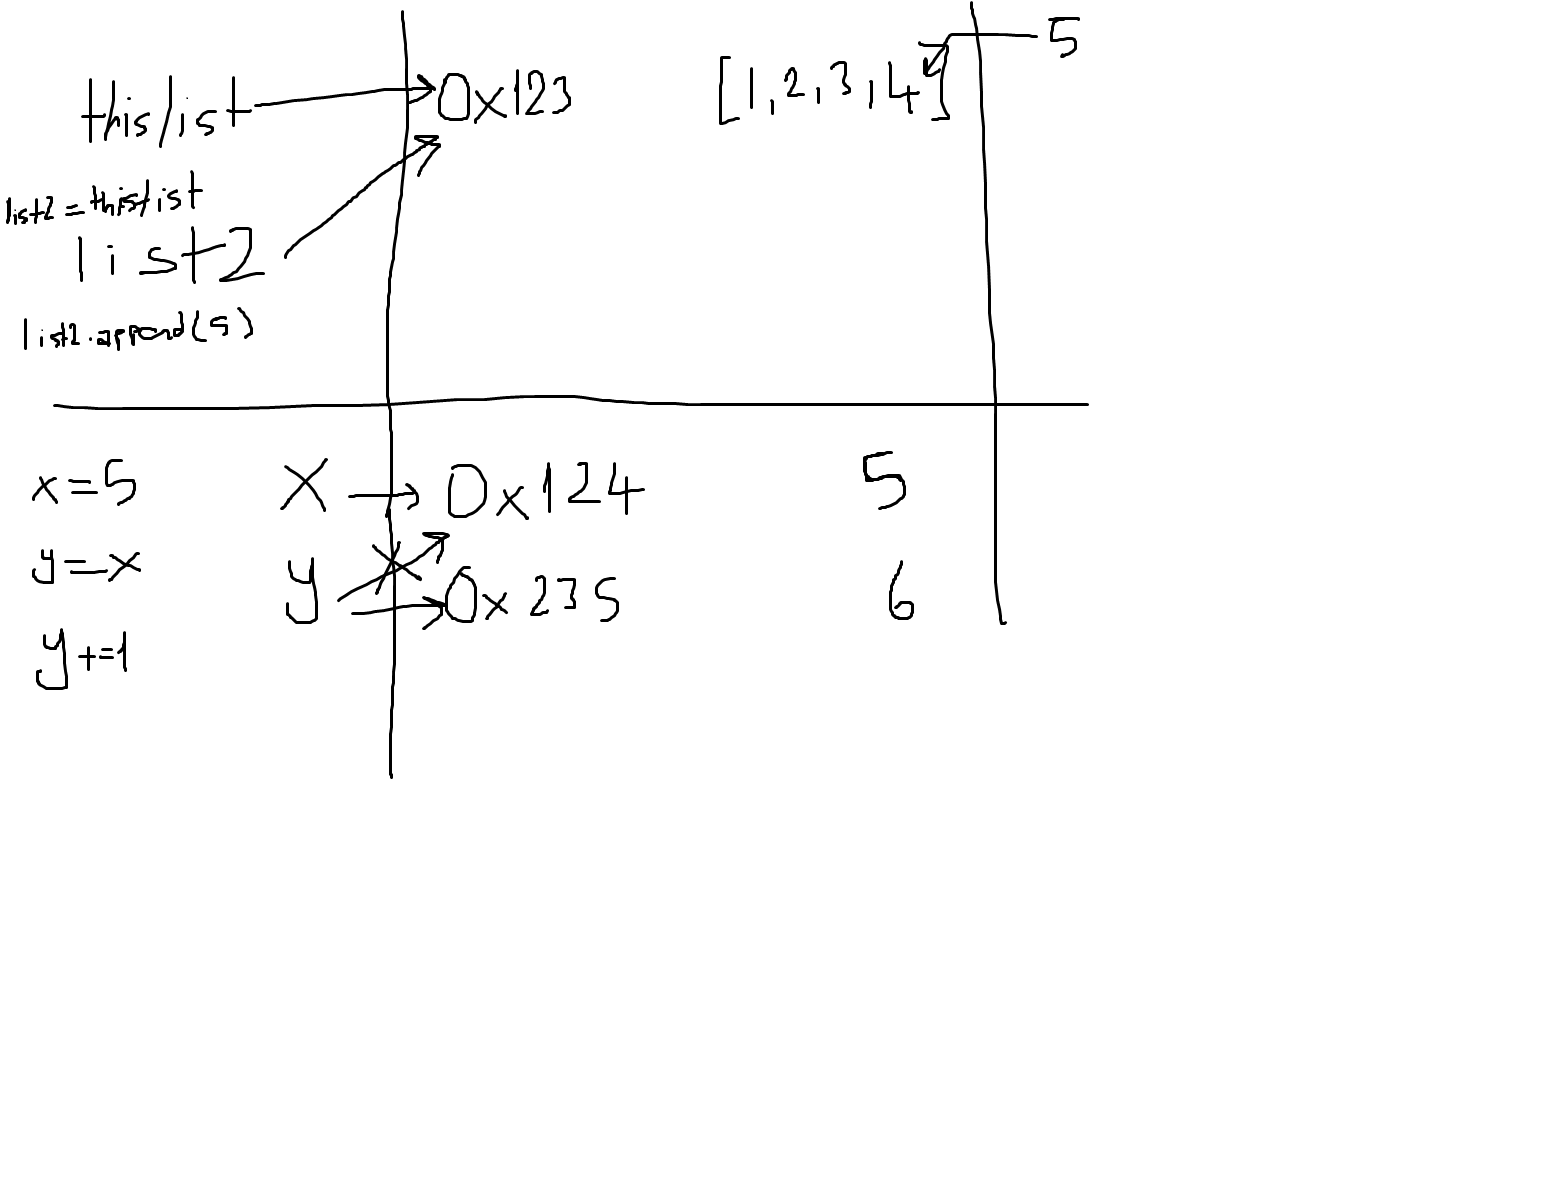 5
thislist 0x123 [1,2,3,4]
list2=thislist
list2
list2.append(5)
x=5 x 0x124 5
y=x y 0x235 6
y+=1